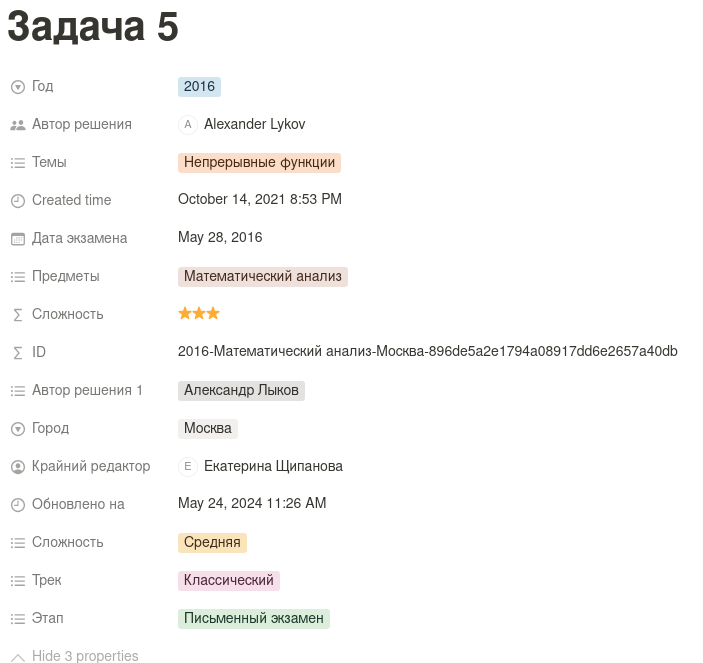 Задача 5
Год 2016
Автор решения A Alexander Lykov
Темы Непрерывные функции
Created time October 14, 2021 8:53 PM
Дата экзамена May 28, 2016
Предметы Математический анализ
Сложность ⭐⭐⭐
ID 2016-Математический анализ-Москва-896de5a2e1794a08917dd6e2657a40db
Автор решения 1 Александр Лыков
Город Москва
Крайний редактор Е Екатерина Щипанова
Обновлено на May 24, 2024 11:26 AM
Сложность Средняя
Трек Классический
Этап Письменный экзамен
Hide 3 properties